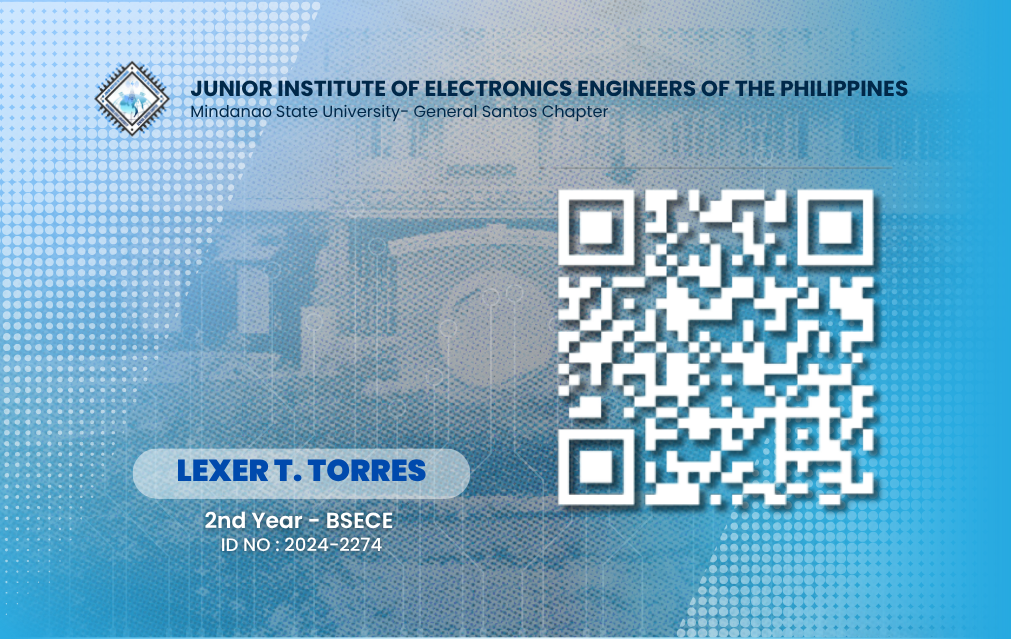 JUNIOR INSTITUTE OF ELECTRONICS ENGINEERS OF THE PHILIPPINES
Mindanao State University- General Santos Chapter
LEXER T. TORRES
2nd Year - BSECE
ID NO : 2024-2274